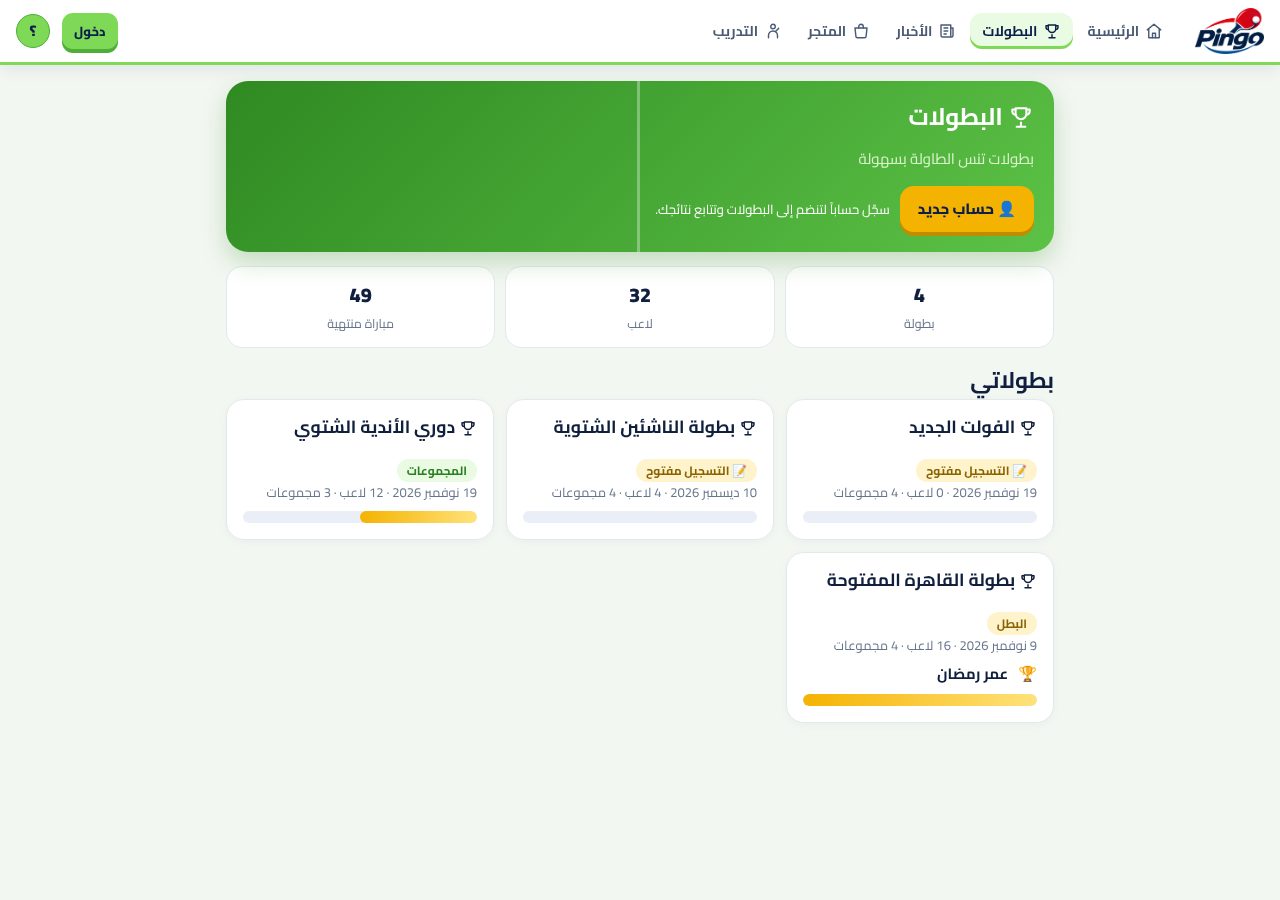 Pingo
الرئيسية
البطولات
الأخبار
المتجر
التدريب
دخول
؟
البطولات
بطولات تنس الطاولة بسهولة
حساب جديد
سجّل حساباً لتنضم إلى البطولات وتتابع نتائجك.
4
بطولة
32
لاعب
49
مباراة منتهية
بطولاتي
الفولت الجديد
التسجيل مفتوح
19 نوفمبر 2026 · 0 لاعب · 4 مجموعات
بطولة الناشئين الشتوية
التسجيل مفتوح
10 ديسمبر 2026 · 4 لاعب · 4 مجموعات
دوري الأندية الشتوي
المجموعات
19 نوفمبر 2026 · 12 لاعب · 3 مجموعات
بطولة القاهرة المفتوحة
البطل
9 نوفمبر 2026 · 16 لاعب · 4 مجموعات
عمر رمضان